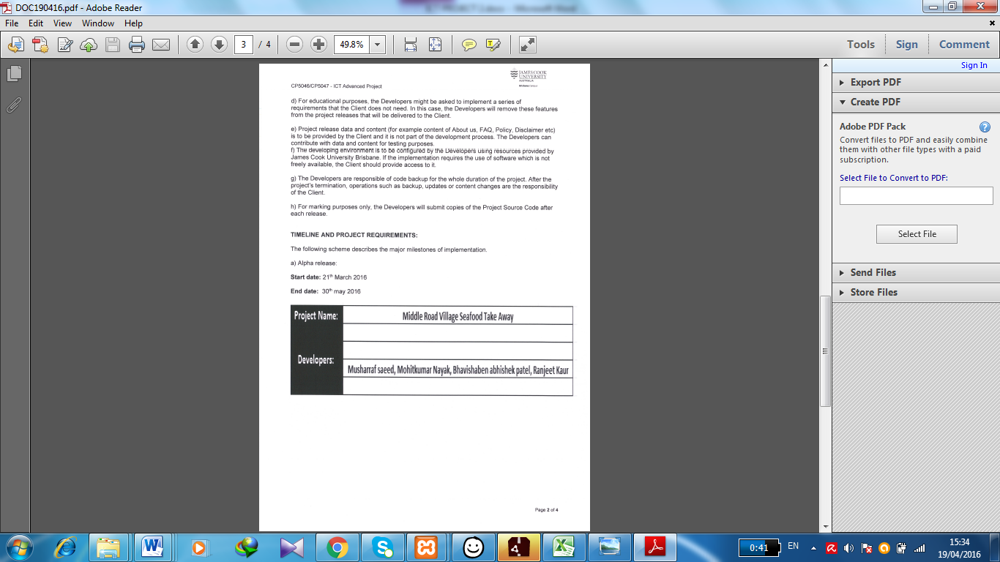 DOC190416.pdf - Adobe Reader
File Edit View Window Help
3 / 4 49.8% Tools Sign Comment
Sign In
Export PDF
Create PDF
Adobe PDF Pack
Convert files to PDF and easily combine
them with other file types with a paid
subscription.
Select File to Convert to PDF:
Select File
Send Files
Store Files
JAMES COOK
UNIVERSITY
AUSTRALIA
Brisbane Campus
CP5046/CP5047 - ICT Advanced Project
d) For educational purposes, the Developers might be asked to implement a series of
requirements that the Client does not need. In this case, the Developers will remove these features
from the project releases that will be delivered to the Client.
e) Project release data and content (for example content of About us, FAQ, Policy, Disclaimer etc)
is to be provided by the Client and it is not part of the development process. The Developers can
contribute with data and content for testing purposes.
f) The developing environment is to be configured by the Developers using resources provided by
James Cook University Brisbane. If the implementation requires the use of software which is not
freely available, the Client should provide access to it.
g) The Developers are responsible of code backup for the whole duration of the project. After the
project's termination, operations such as backup, updates or content changes are the responsibility
of the Client.
h) For marking purposes only, the Developers will submit copies of the Project Source Code after
each release.
TIMELINE AND PROJECT REQUIREMENTS:
The following scheme describes the major milestones of implementation.
a) Alpha release:
Start date: 21th March 2016
End date: 30th may 2016
Project Name: Middle Road Village Seafood Take Away
Developers:
Musharraf saeed, Mohitkumar Nayak, Bhavishaben abhishek patel, Ranjeet Kaur
Page 2 of 4
0:41 EN 15:34
19/04/2016